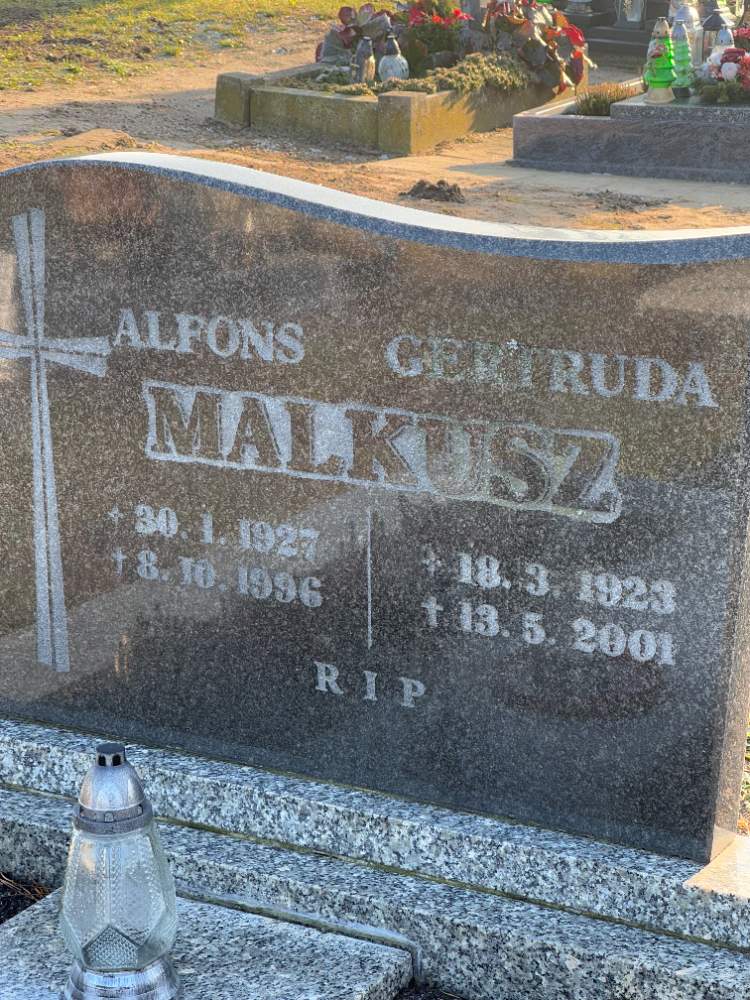 ALFONS GERTRUDA
MALKUSZ
+ 30. 1. 1927
+ 8. 10. 1996
+ 18. 3. 1923
+ 13. 5. 2001
R I P